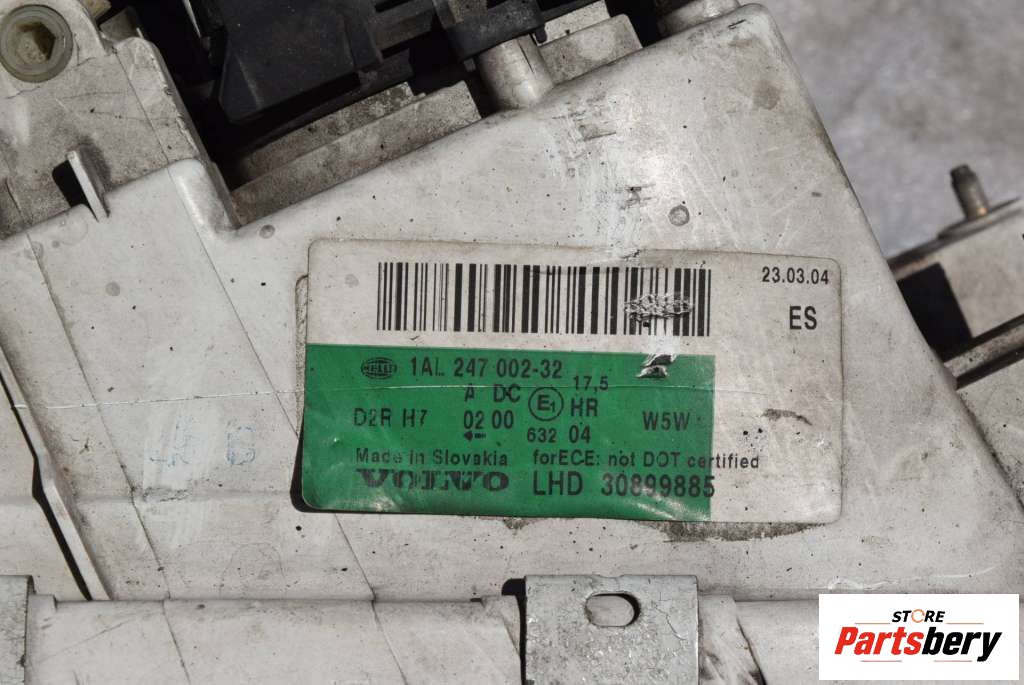 23.03.04
ES
HELLA 1AL 247 002-32
A DC E1 17,5
D2R H7 02 00 HR W5W
632 04
Made in Slovakia forECE: not DOT certified
VOLVO LHD 30899885
STORE
Partsbery